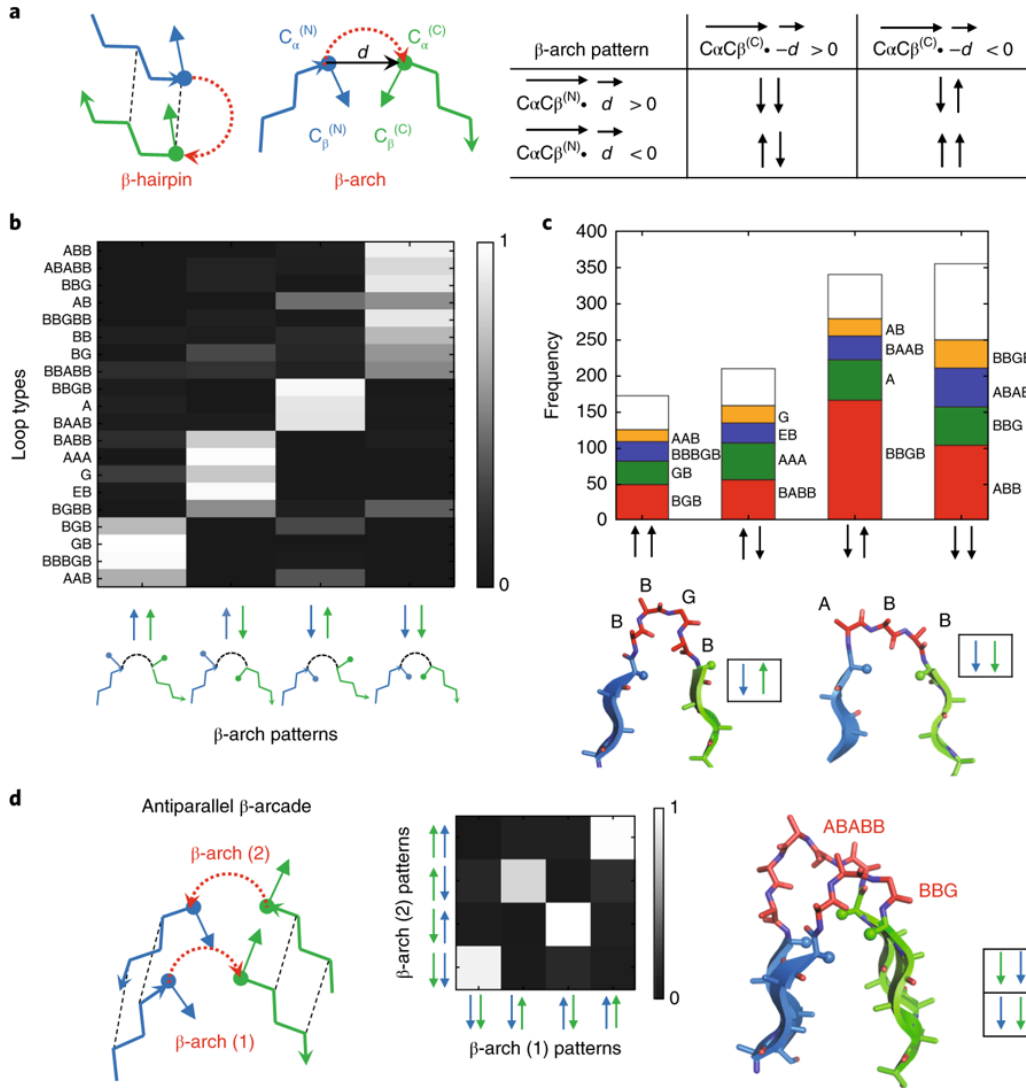 a
Cα(N)
Cα(C)
d
Cβ(N)
Cβ(C)
β-hairpin
β-arch
β-arch pattern
CαCβ(C)• −d > 0
CαCβ(C)• −d < 0
CαCβ(N)• d > 0
↓↓
↓↑
CαCβ(N)• d < 0
↑↓
↑↑
b
Loop types
ABB
ABABB
BBG
AB
BBGBB
BB
BG
BBABB
BBGB
A
BAAB
BABB
AAA
G
EB
BGBB
BGB
GB
BBBGB
AAB
1
0
↑↑ ↑↓ ↓↑ ↓↓
β-arch patterns
c
Frequency
400
350
300
250
200
150
100
50
0
AAB
BBBGB
GB
BGB
G
EB
AAA
BABB
AB
BAAB
A
BBGB
BBGB
ABAB
BBG
ABB
↑↑ ↑↓ ↓↑ ↓↓
B
B
G
B
↓↑
A
B
B
↓↓
d
Antiparallel β-arcade
β-arch (2)
β-arch (1)
β-arch (2) patterns
↑↑
↑↓
↓↑
↓↓
1
0
↓↓ ↓↑ ↑↓ ↑↑
β-arch (1) patterns
ABABB
BBG
↓↓
↓↓